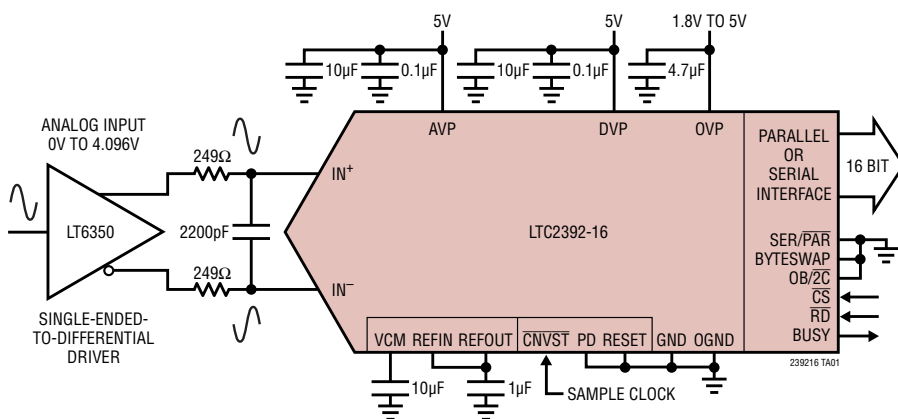 5V
5V
1.8V TO 5V
10µF
0.1µF
10µF
0.1µF
4.7µF
ANALOG INPUT
0V TO 4.096V
AVP
DVP
OVP
PARALLEL
OR
SERIAL
INTERFACE
16 BIT
249Ω
IN+
LT6350
2200pF
LTC2392-16
SER/PAR
BYTESWAP
OB/2C
CS
RD
BUSY
249Ω
IN–
SINGLE-ENDED-
TO-DIFFERENTIAL
DRIVER
VCM
REFIN
REFOUT
CNVST
PD
RESET
GND
OGND
239216 TA01
10µF
1µF
SAMPLE CLOCK